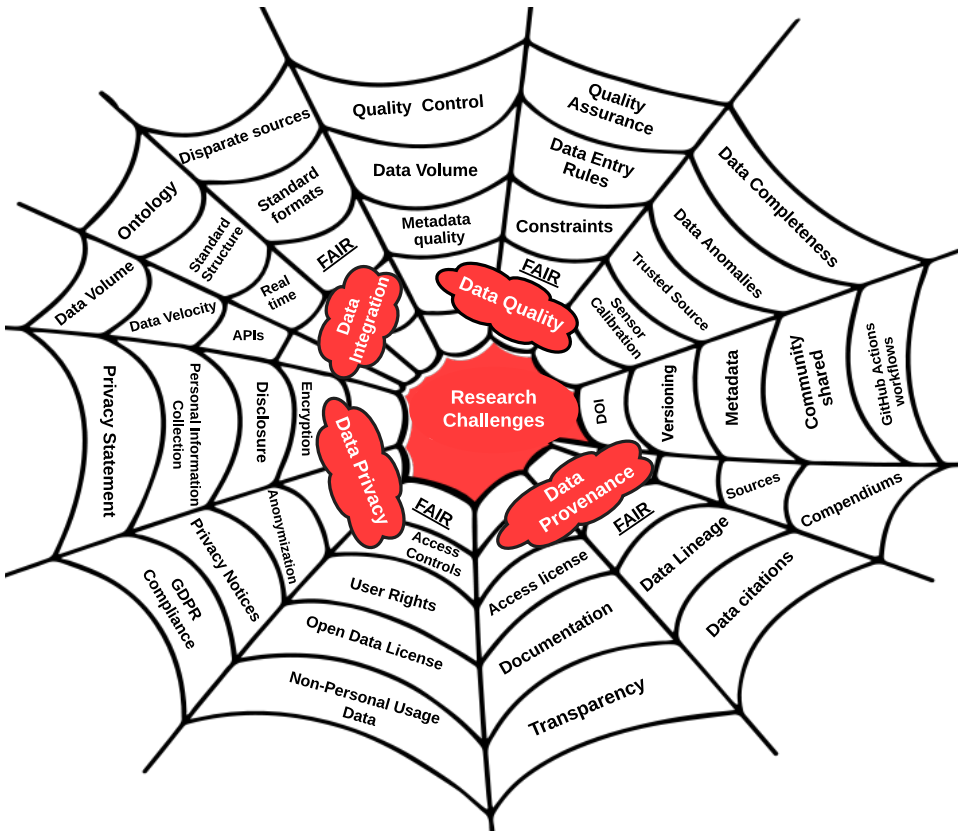 Quality Control
Data Volume
Metadata
quality
Quality
Assurance
Data Entry
Rules
Constraints
FAIR
Data Quality
Data Completeness
Data Anomalies
Trusted Source
Sensor
Calibration
Disparate sources
Standard
formats
FAIR
Ontology
Standard
Structure
Real
time
Data
Integration
Data Volume
Data Velocity
APIs
Research
Challenges
DOI
Versioning
Metadata
Community
shared
GitHub Actions
workflows
Privacy Statement
Personal Information
Collection
Disclosure
Encryption
Data Privacy
GDPR
Compliance
Privacy Notices
Anonymization
FAIR
Access
Controls
User Rights
Open Data License
Non-Personal Usage
Data
Data
Provenance
FAIR
Sources
Compendiums
Data Lineage
Data citations
Access license
Documentation
Transparency